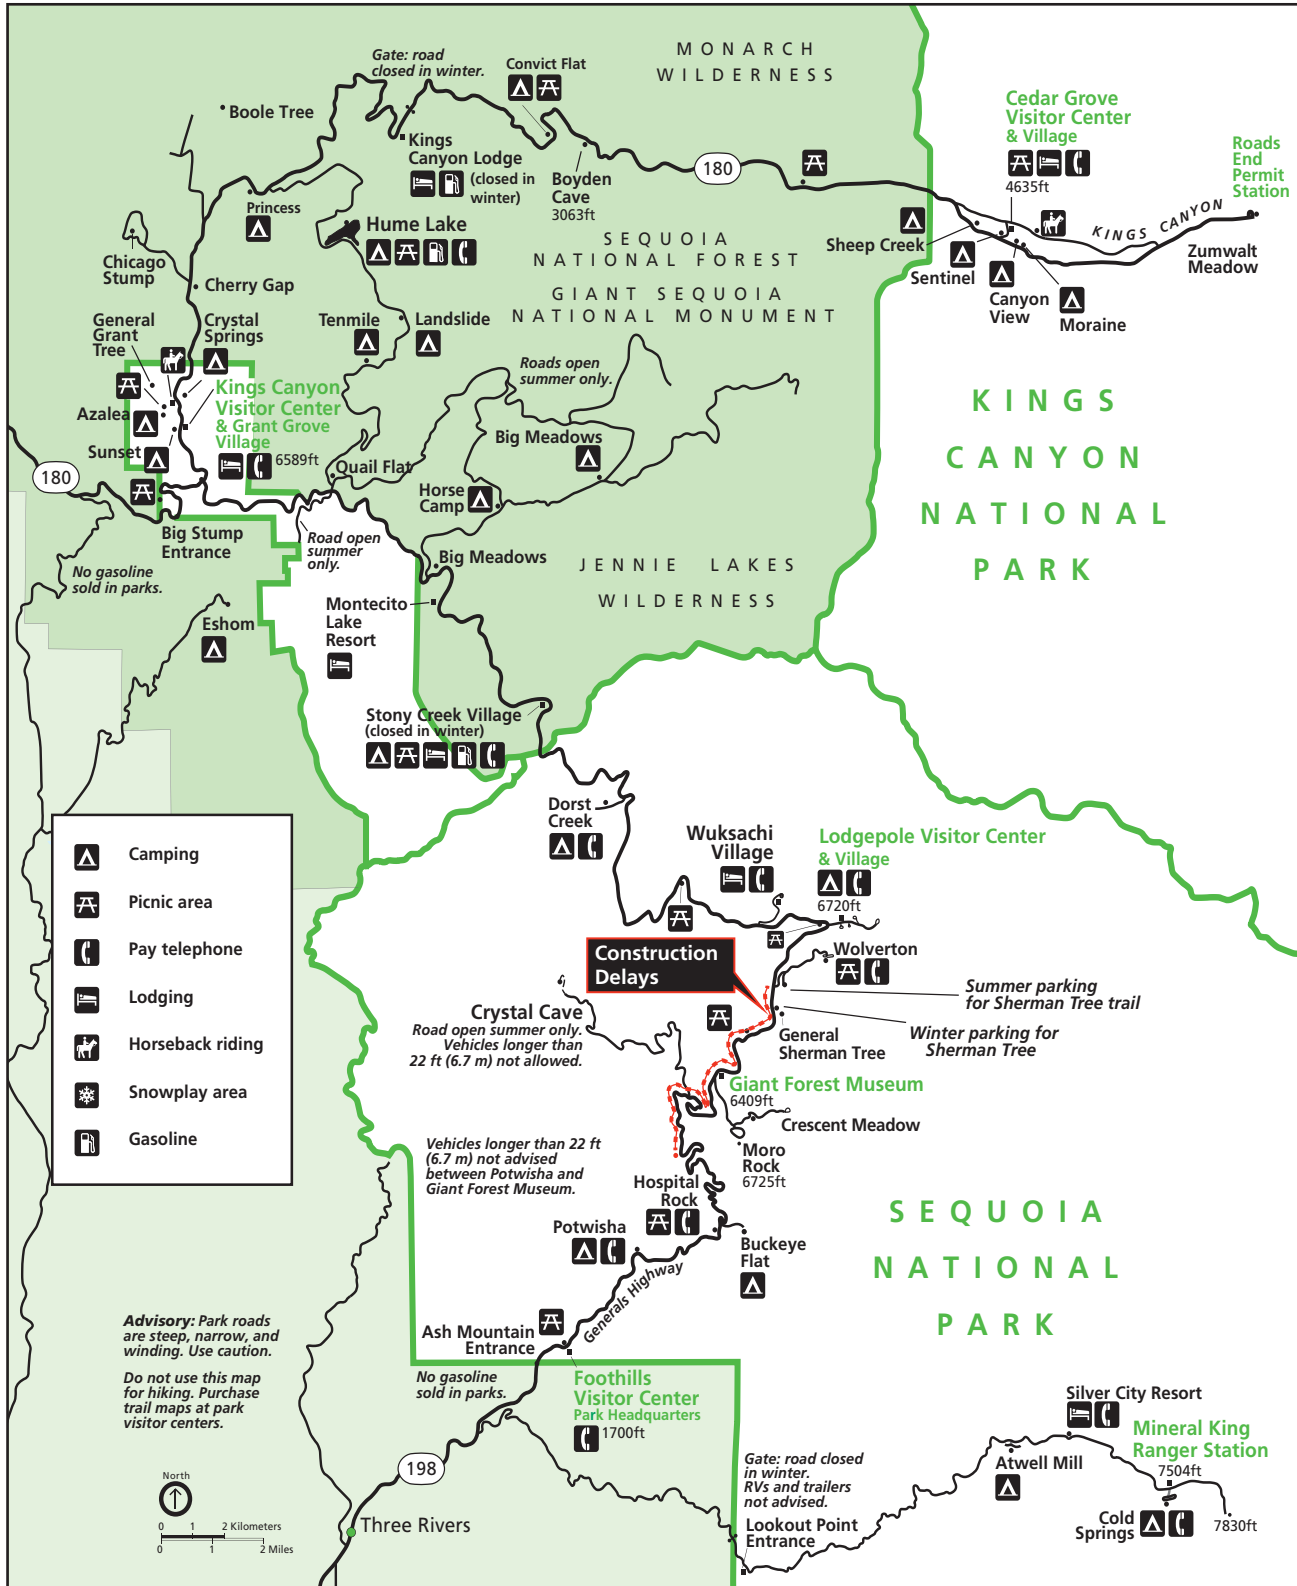 MONARCH
WILDERNESS
Gate: road
closed in winter.
Convict Flat
Cedar Grove
Visitor Center
& Village
4635ft
Roads
End
Permit
Station
Boole Tree
Kings
Canyon Lodge
(closed in
winter)
Boyden
Cave
3063ft
180
KINGS CANYON
Zumwalt
Meadow
Princess
Hume Lake
Sheep Creek
Sentinel
Canyon
View
Moraine
SEQUOIA
NATIONAL FOREST
GIANT SEQUOIA
NATIONAL MONUMENT
Chicago
Stump
Cherry Gap
General
Grant
Tree
Crystal
Springs
Tenmile
Landslide
Roads open
summer only.
Kings Canyon
Visitor Center
& Grant Grove
Village
6589ft
Azalea
Sunset
180
Big Stump
Entrance
Quail Flat
Big Meadows
Horse
Camp
KINGS
CANYON
NATIONAL
PARK
Road open
summer
only.
No gasoline
sold in parks.
Big Meadows
JENNIE LAKES
WILDERNESS
Eshom
Montecito
Lake
Resort
Stony Creek Village
(closed in winter)
Dorst
Creek
Wuksachi
Village
Lodgepole Visitor Center
& Village
6720ft
Camping
Picnic area
Pay telephone
Lodging
Horseback riding
Snowplay area
Gasoline
Construction
Delays
Wolverton
Summer parking
for Sherman Tree trail
Winter parking for
Sherman Tree
General
Sherman Tree
Crystal Cave
Road open summer only.
Vehicles longer than
22 ft (6.7 m) not allowed.
Giant Forest Museum
6409ft
Crescent Meadow
Moro
Rock
6725ft
Vehicles longer than 22 ft
(6.7 m) not advised
between Potwisha and
Giant Forest Museum.
Hospital
Rock
Potwisha
Buckeye
Flat
SEQUOIA
NATIONAL
PARK
Generals Highway
Ash Mountain
Entrance
Advisory: Park roads
are steep, narrow, and
winding. Use caution.
Do not use this map
for hiking. Purchase
trail maps at park
visitor centers.
No gasoline
sold in parks.
Foothills
Visitor Center
Park Headquarters
1700ft
198
Three Rivers
Silver City Resort
Mineral King
Ranger Station
7504ft
Atwell Mill
Cold
Springs
7830ft
Gate: road closed
in winter.
RVs and trailers
not advised.
Lookout Point
Entrance
North
0 1 2 Kilometers
0 1 2 Miles